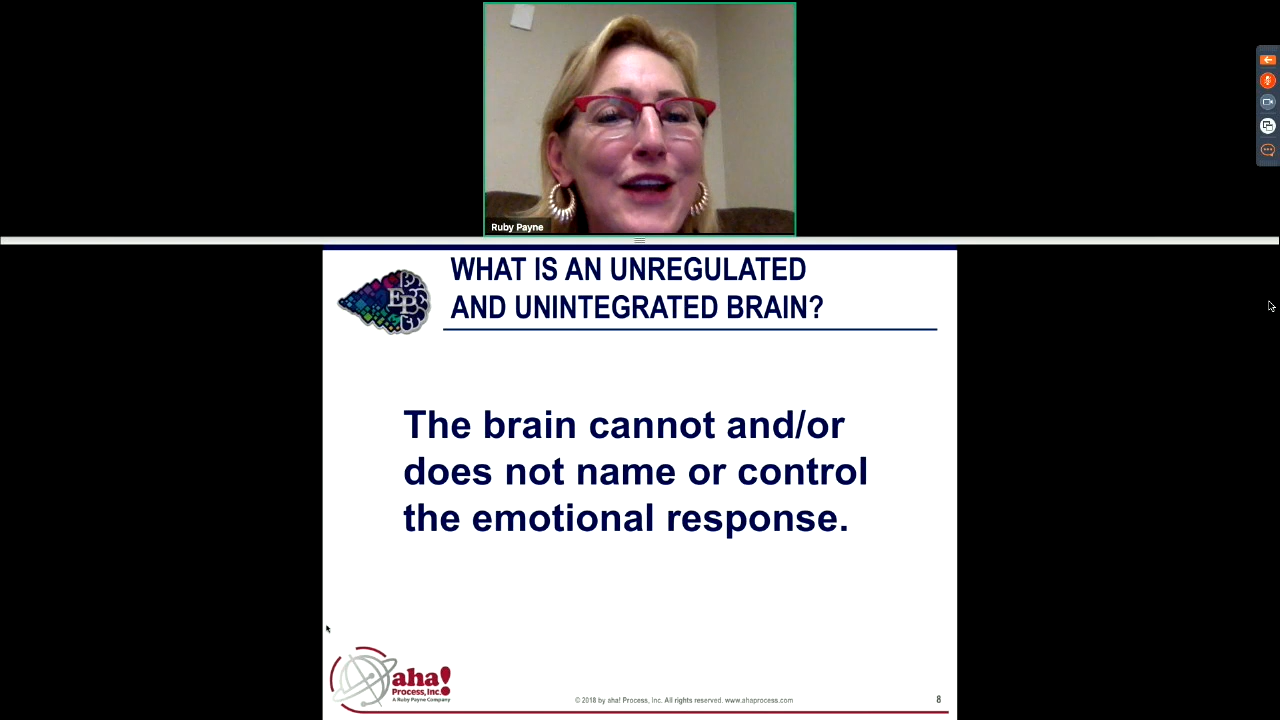 Ruby Payne
WHAT IS AN UNREGULATED
AND UNINTEGRATED BRAIN?
EP
The brain cannot and/or
does not name or control
the emotional response.
aha!
Process, Inc.
A Ruby Payne Company
© 2018 by aha! Process, Inc. All rights reserved. www.ahaprocess.com
8